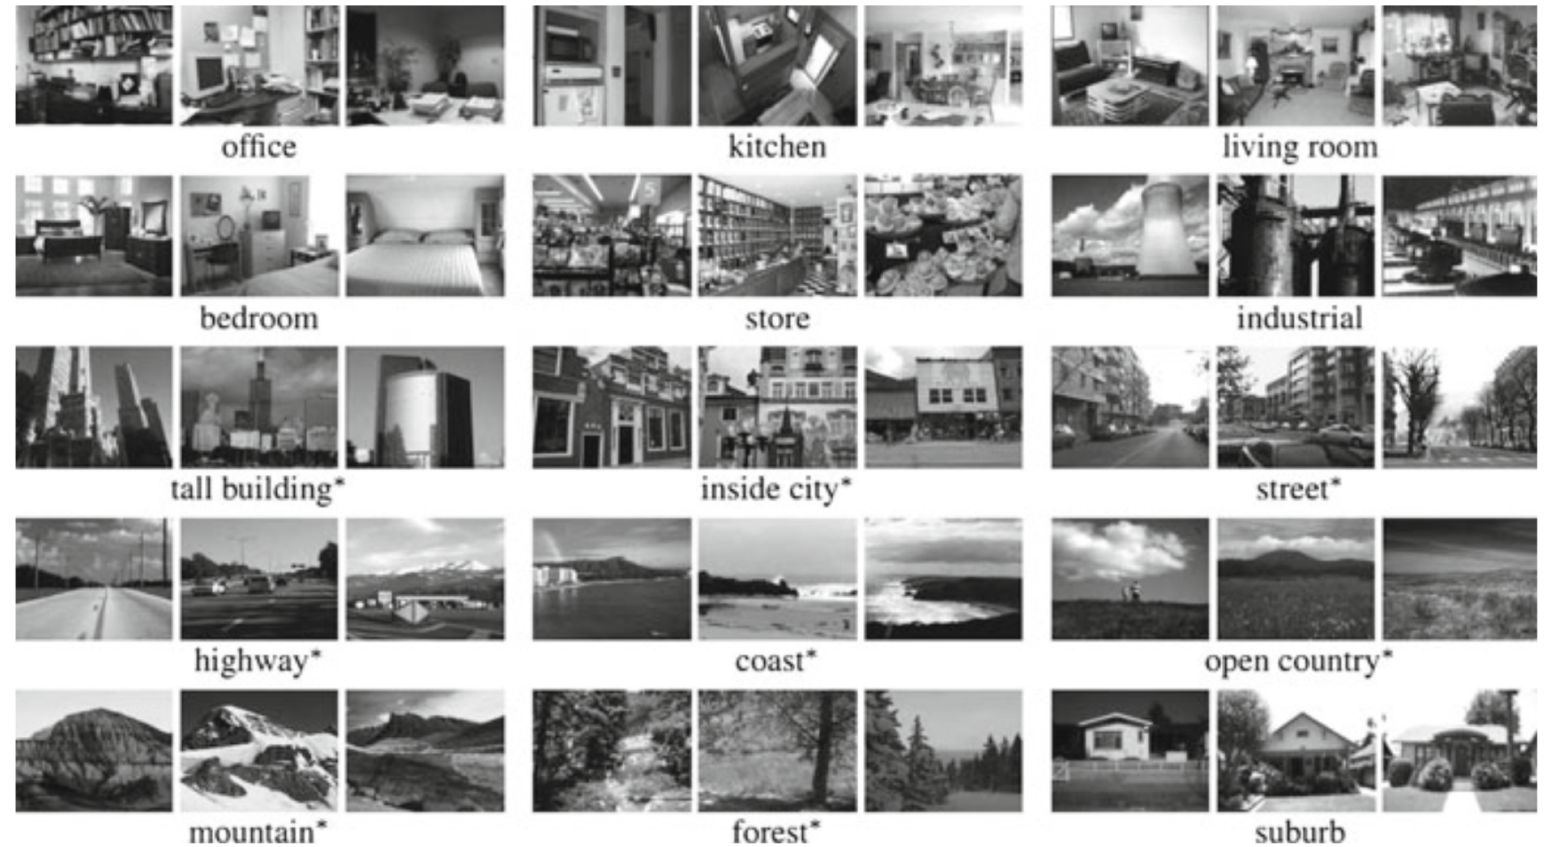 office
kitchen
living room
5
bedroom
store
industrial
tall building*
inside city*
street*
highway*
coast*
open country*
mountain*
forest*
suburb